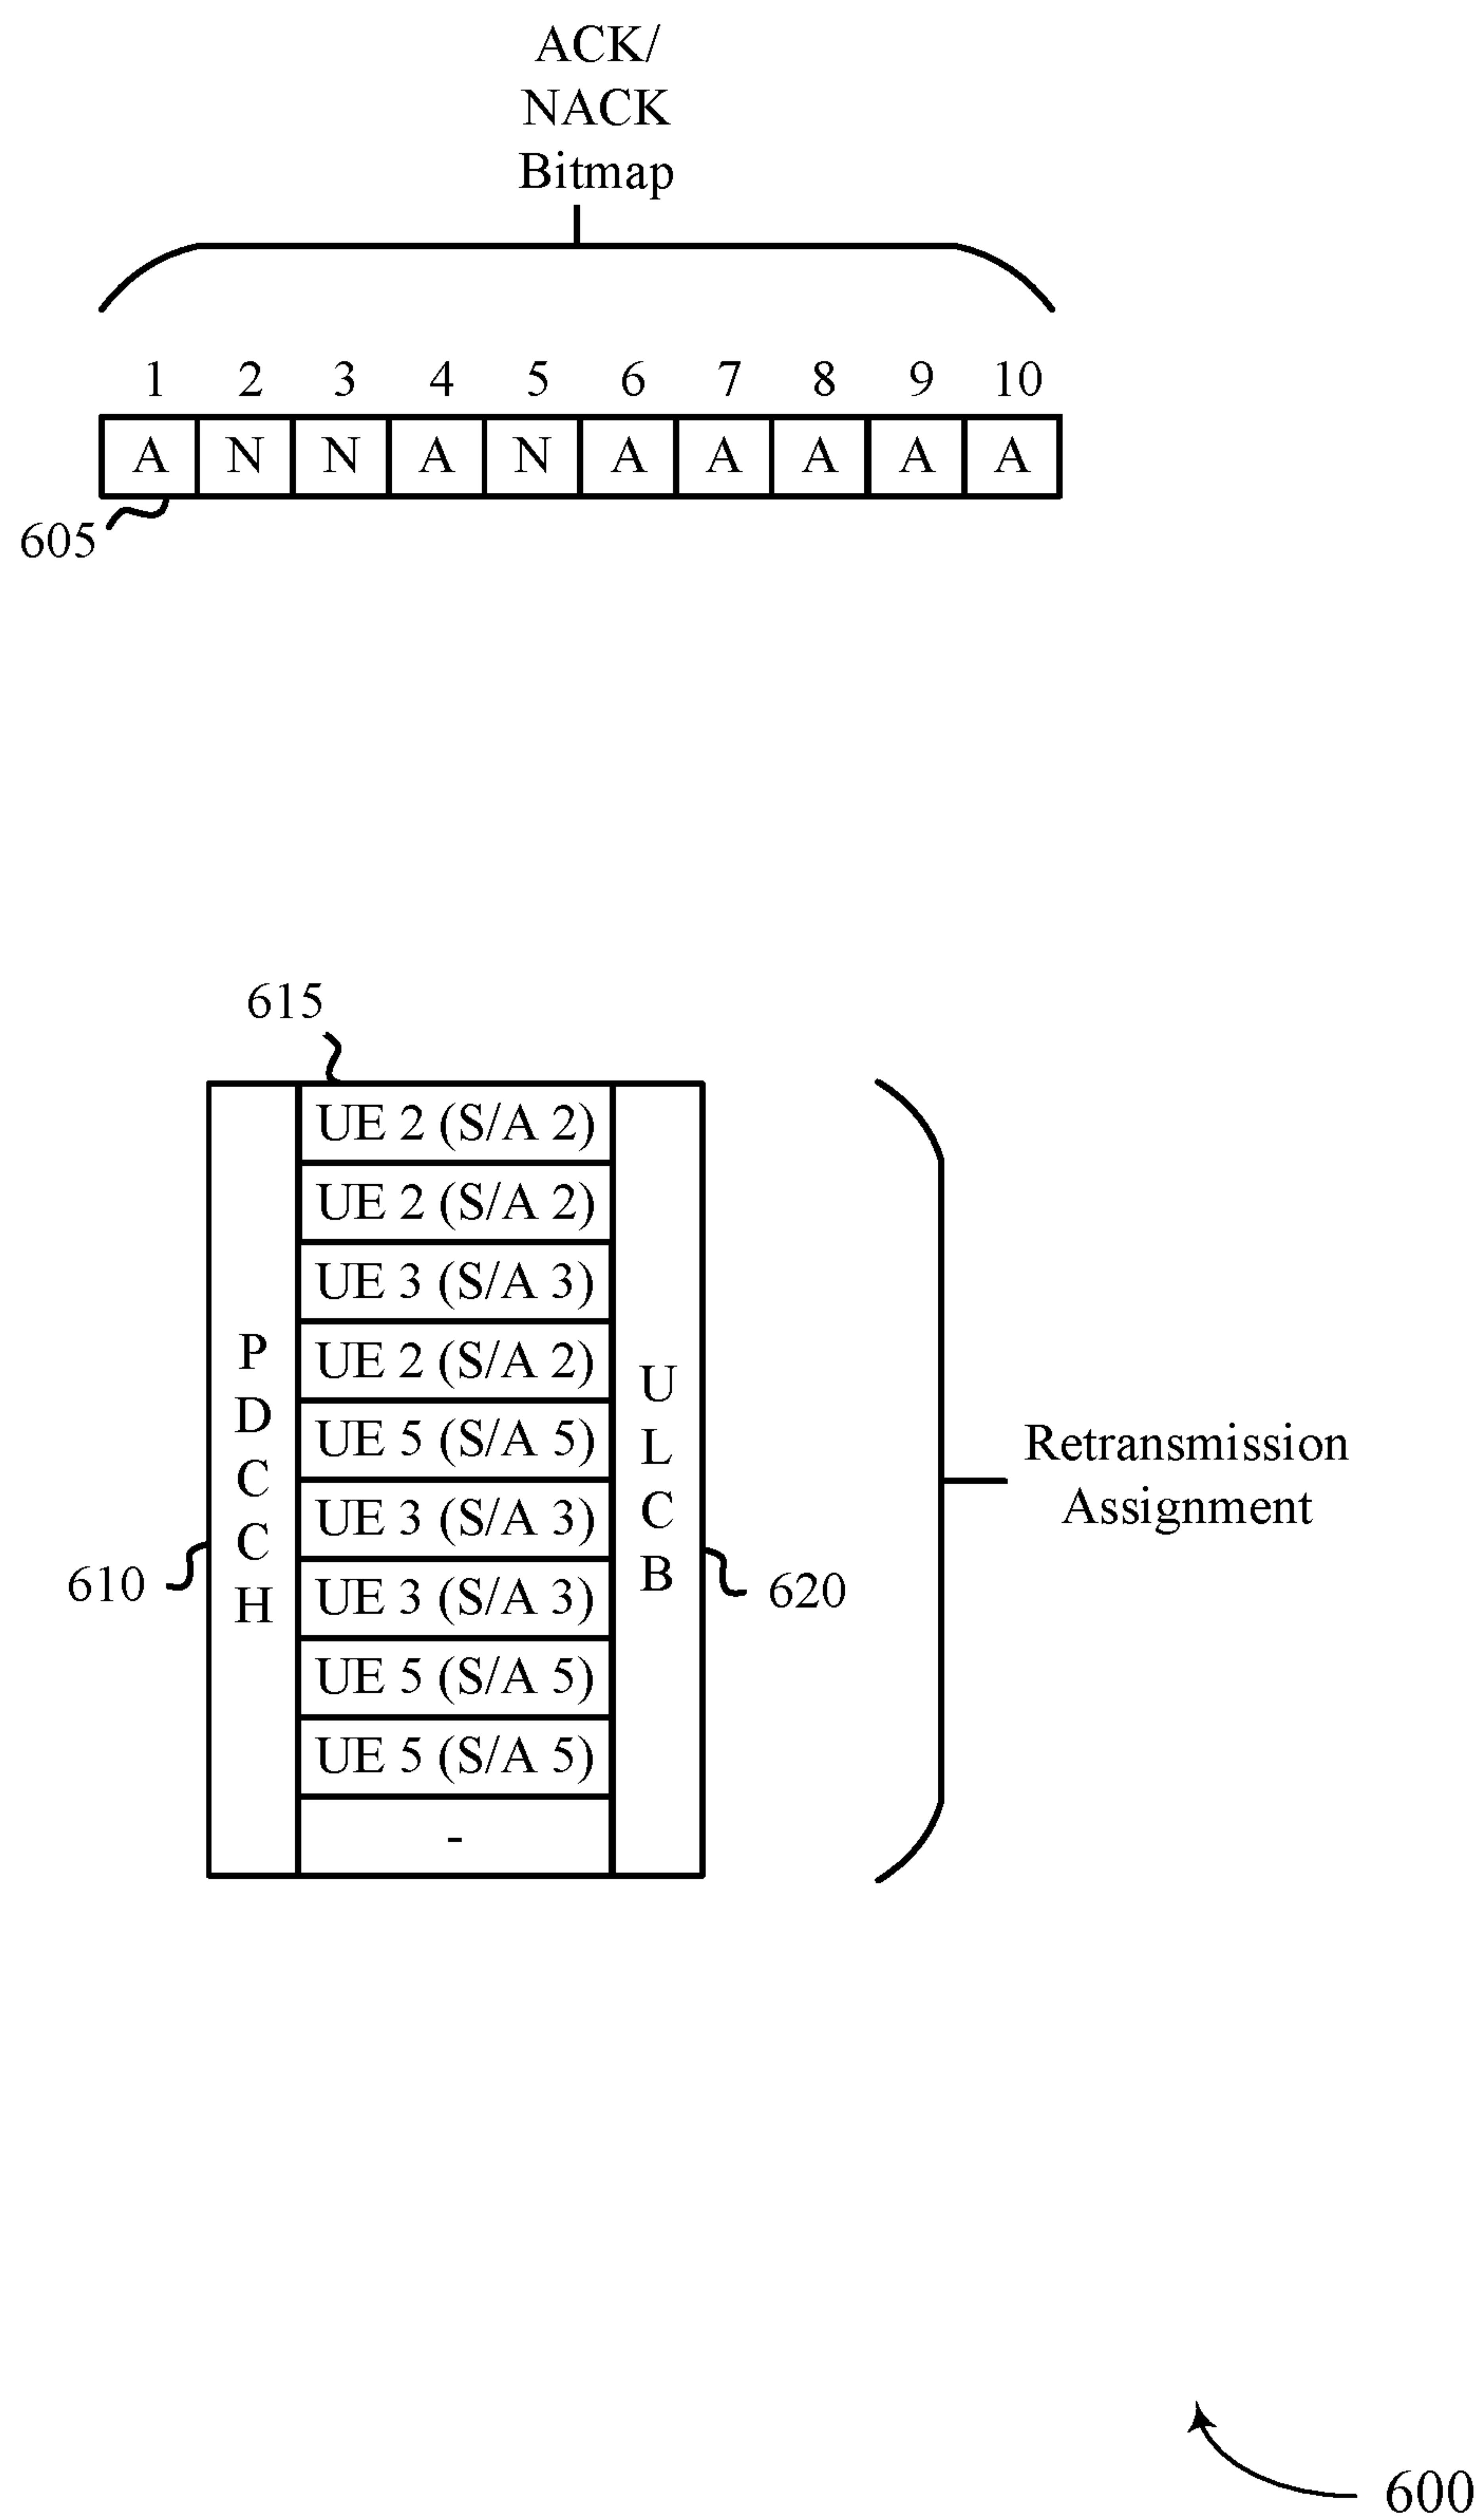 ACK/
NACK
Bitmap
1 2 3 4 5 6 7 8 9 10
A N N A N A A A A A
605
615
UE 2 (S/A 2)
UE 2 (S/A 2)
UE 3 (S/A 3)
UE 2 (S/A 2)
UE 5 (S/A 5)
UE 3 (S/A 3)
UE 3 (S/A 3)
UE 5 (S/A 5)
UE 5 (S/A 5)
-
P
D
C
C
H
U
L
C
B
610
620
Retransmission
Assignment
600